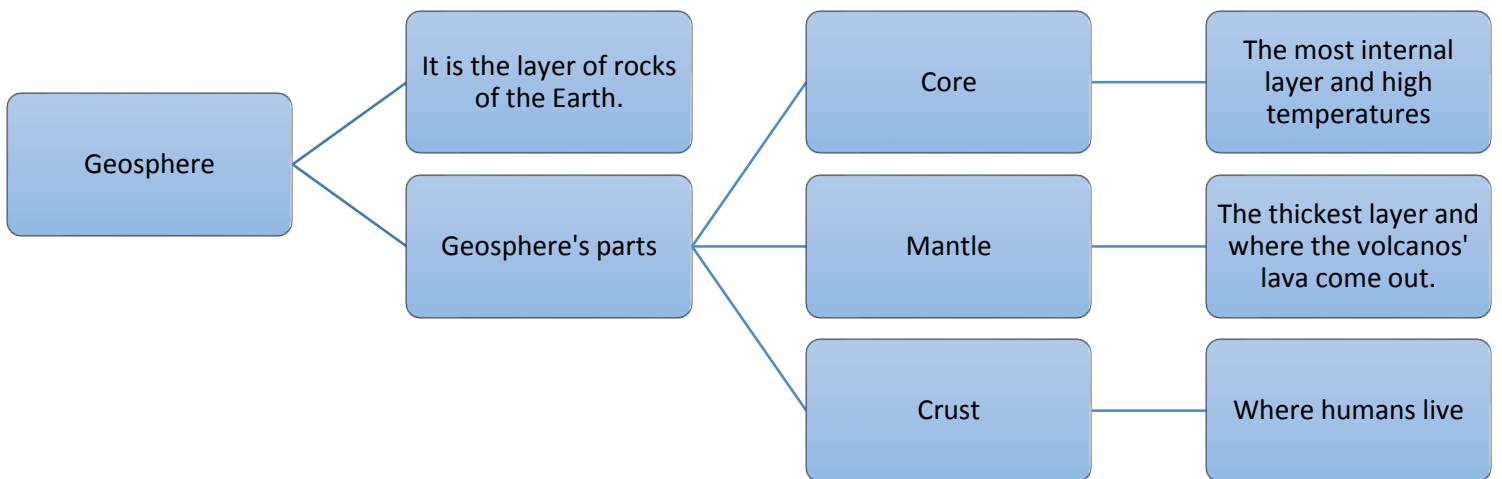 Geosphere
It is the layer of rocks
of the Earth.
Geosphere's parts
Core
The most internal
layer and high
temperatures
Mantle
The thickest layer and
where the volcanos'
lava come out.
Crust
Where humans live